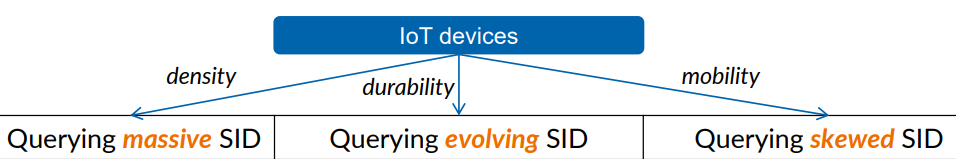 IoT devices
density
durability
mobility
Querying massive SID
Querying evolving SID
Querying skewed SID